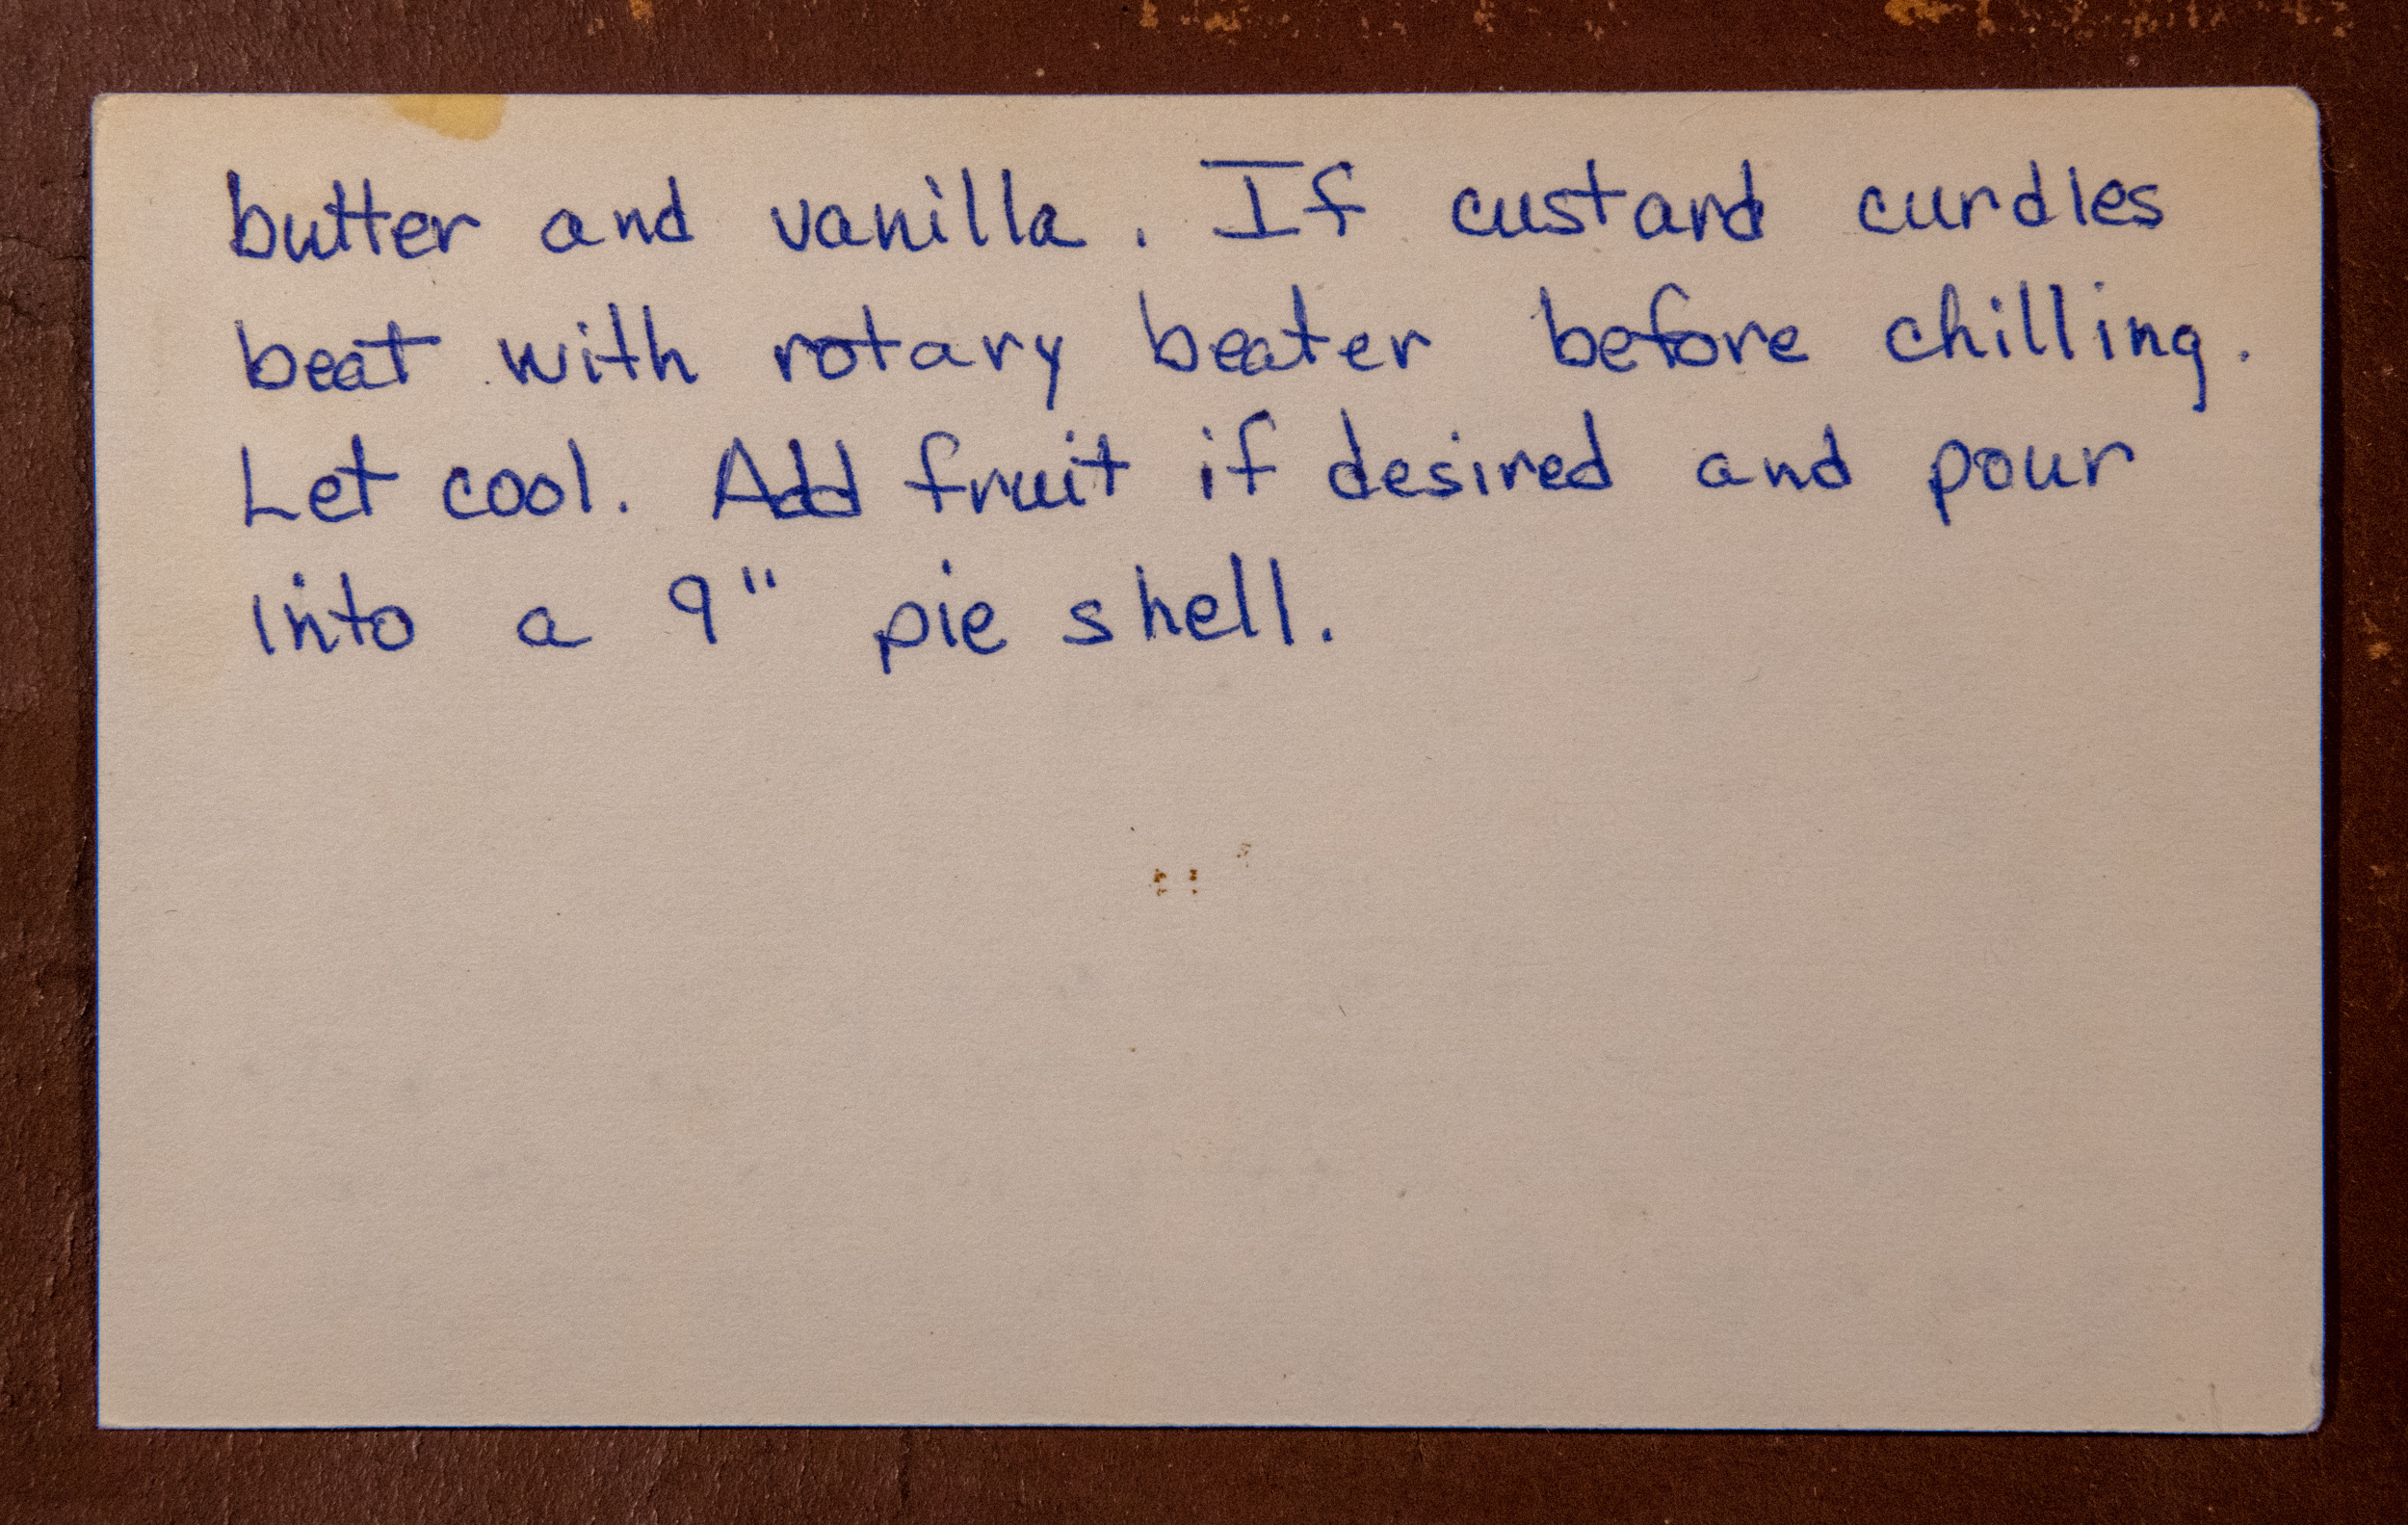 butter and vanilla. If custard curdles
beat with rotary beater before chilling.
Let cool. Add fruit if desired and pour
into a 9" pie shell.